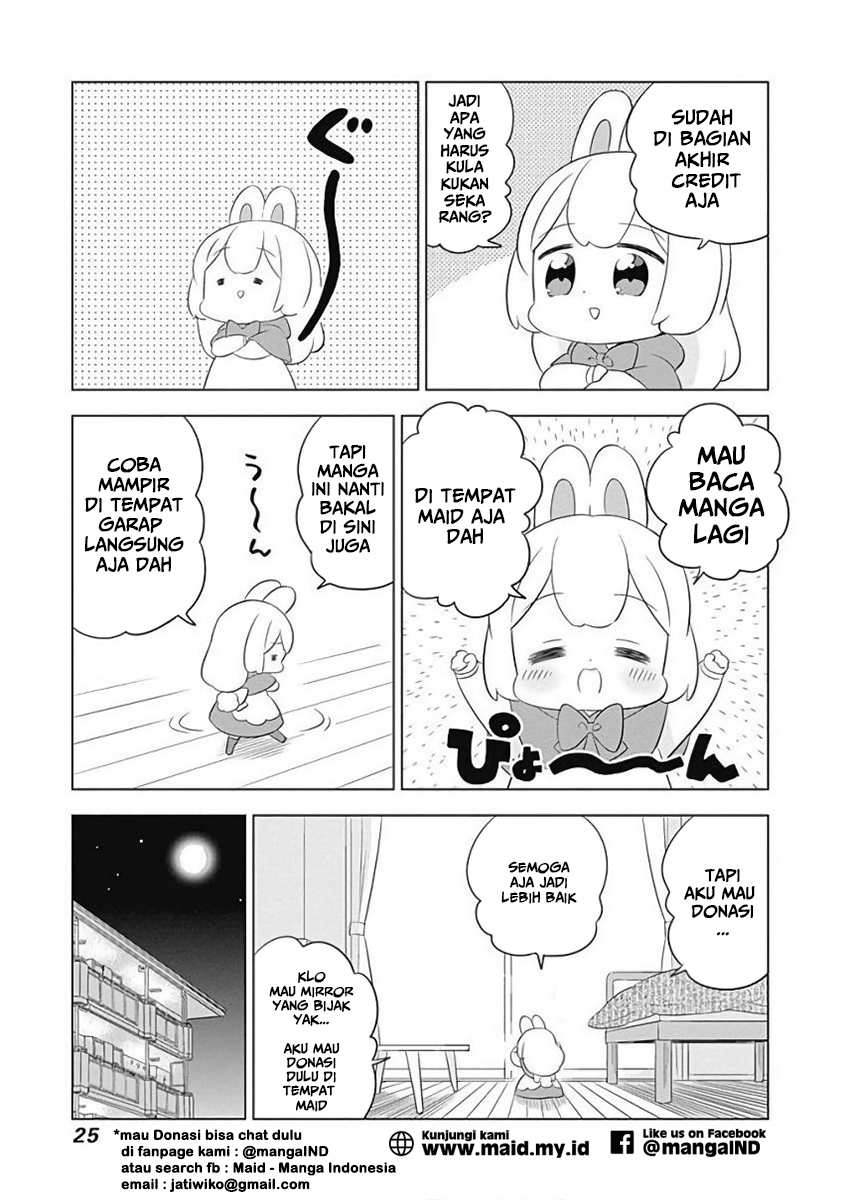 SUDAH
DI BAGIAN
AKHIR
CREDIT
AJA
JADI
APA
YANG
HARUS
KULA
KUKAN
SEKA
RANG?
ぐーー
MAU
BACA
MANGA
LAGI
DI TEMPAT
MAID AJA
DAH
ぴょ〜〜〜ん
TAPI
MANGA
INI NANTI
BAKAL
DI SINI
JUGA
う〜〜ん
COBA
MAMPIR
DI TEMPAT
GARAP
LANGSUNG
AJA DAH
TAPI
AKU MAU
DONASI
...
SEMOGA
AJA JADI
LEBIH BAIK
KLO
MAU MIRROR
YANG BIJAK
YAK...
AKU MAU
DONASI
DULU DI
TEMPAT
MAID
25
*mau Donasi bisa chat dulu
di fanpage kami : @mangaIND
atau search fb : Maid - Manga Indonesia
email : jatiwiko@gmail.com
Kunjungi kami
www.maid.my.id
Like us on Facebook
@mangaIND